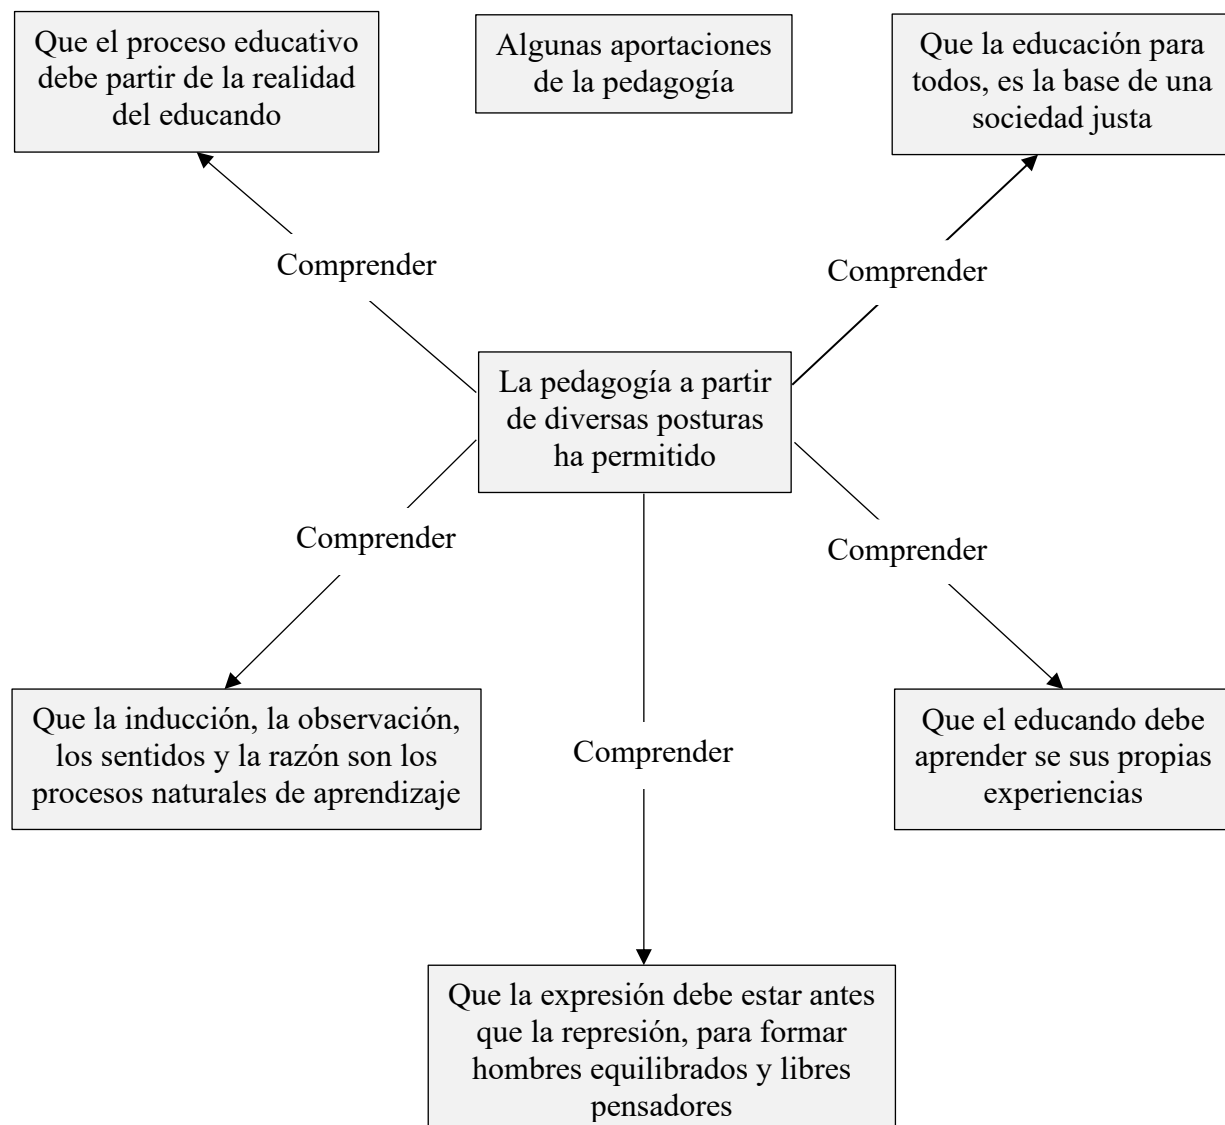 Que el proceso educativo
debe partir de la realidad
del educando
Algunas aportaciones
de la pedagogía
Que la educación para
todos, es la base de una
sociedad justa
Comprender
Comprender
La pedagogía a partir
de diversas posturas
ha permitido
Comprender
Comprender
Que la inducción, la observación,
los sentidos y la razón son los
procesos naturales de aprendizaje
Comprender
Que el educando debe
aprender se sus propias
experiencias
Que la expresión debe estar antes
que la represión, para formar
hombres equilibrados y libres
pensadores